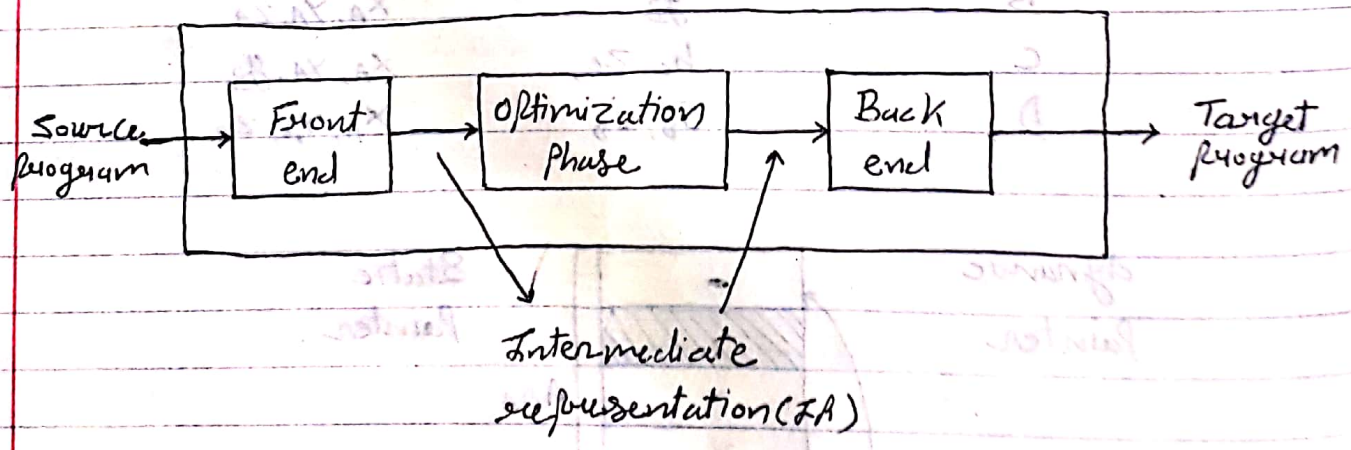 Source
program
Front
end
Optimization
Phase
Back
end
Target
program
Intermediate
representation (IR)